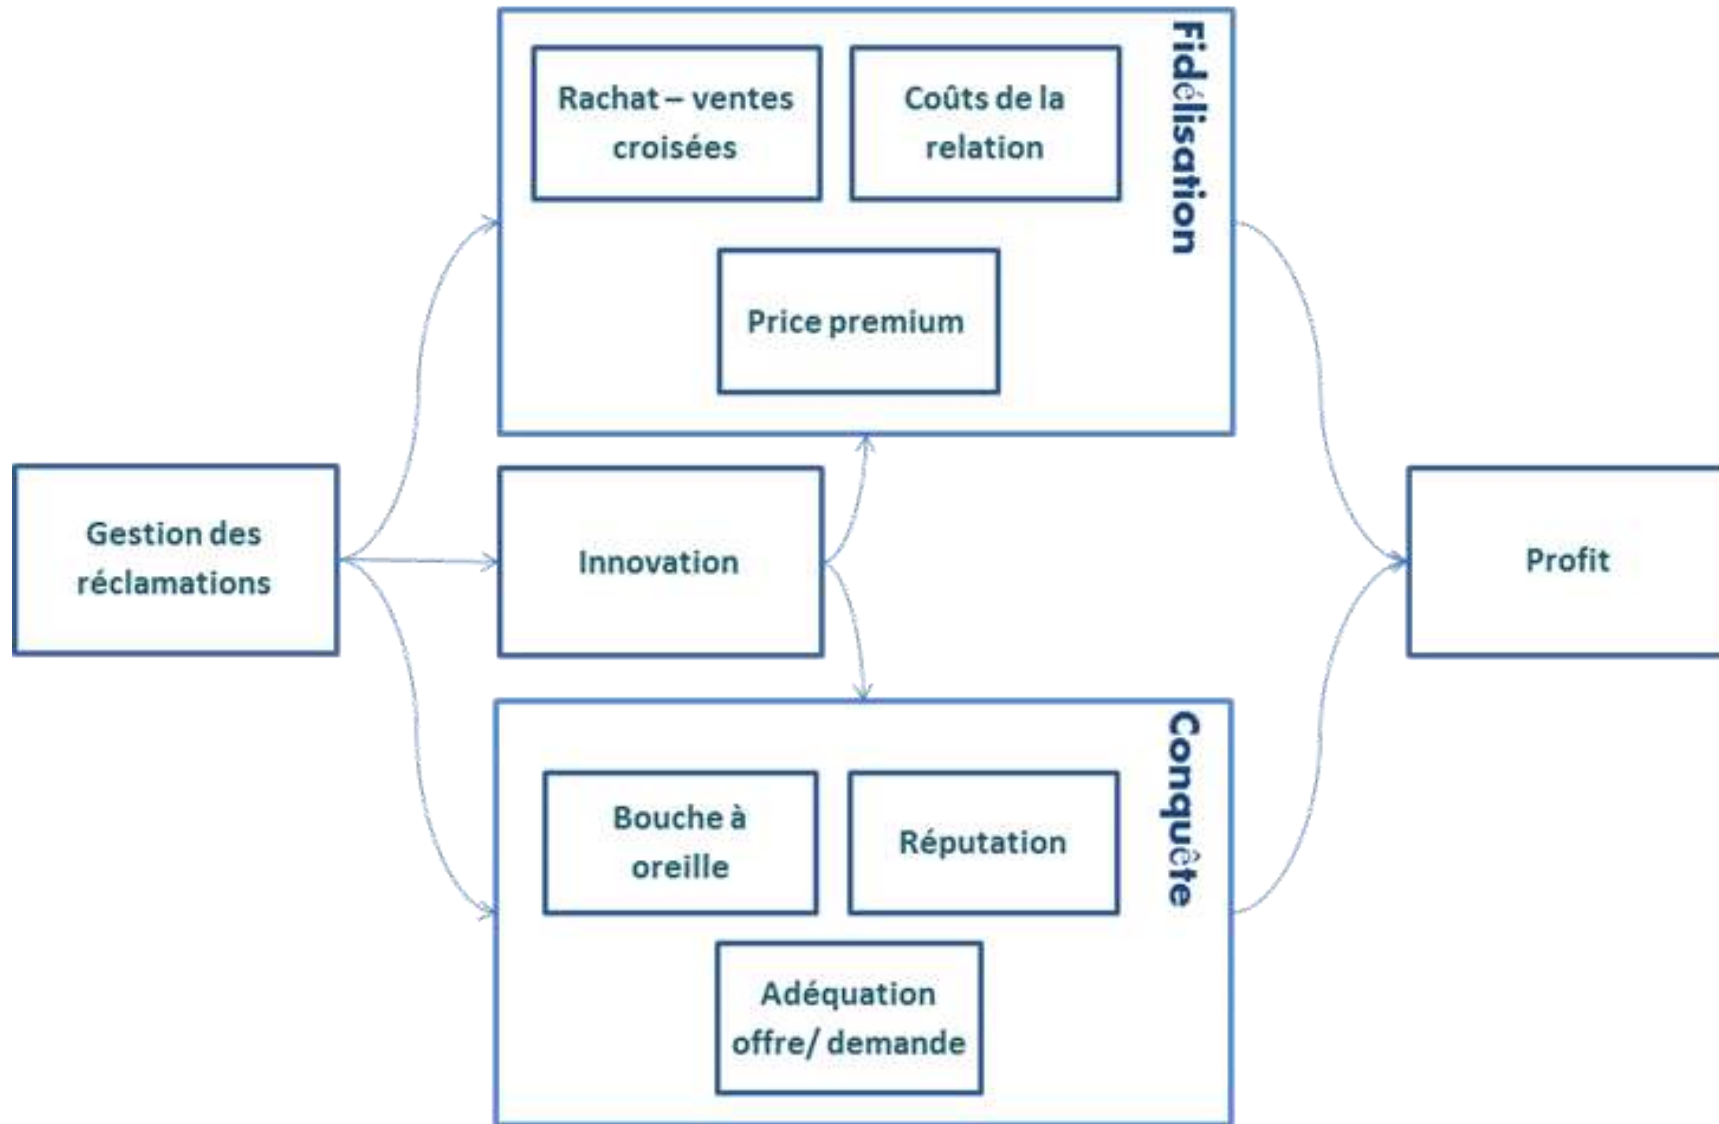 Fidélisation
Rachat – ventes
croisées
Coûts de la
relation
Price premium
Gestion des
réclamations
Innovation
Profit
Conquête
Bouche à
oreille
Réputation
Adéquation
offre/ demande